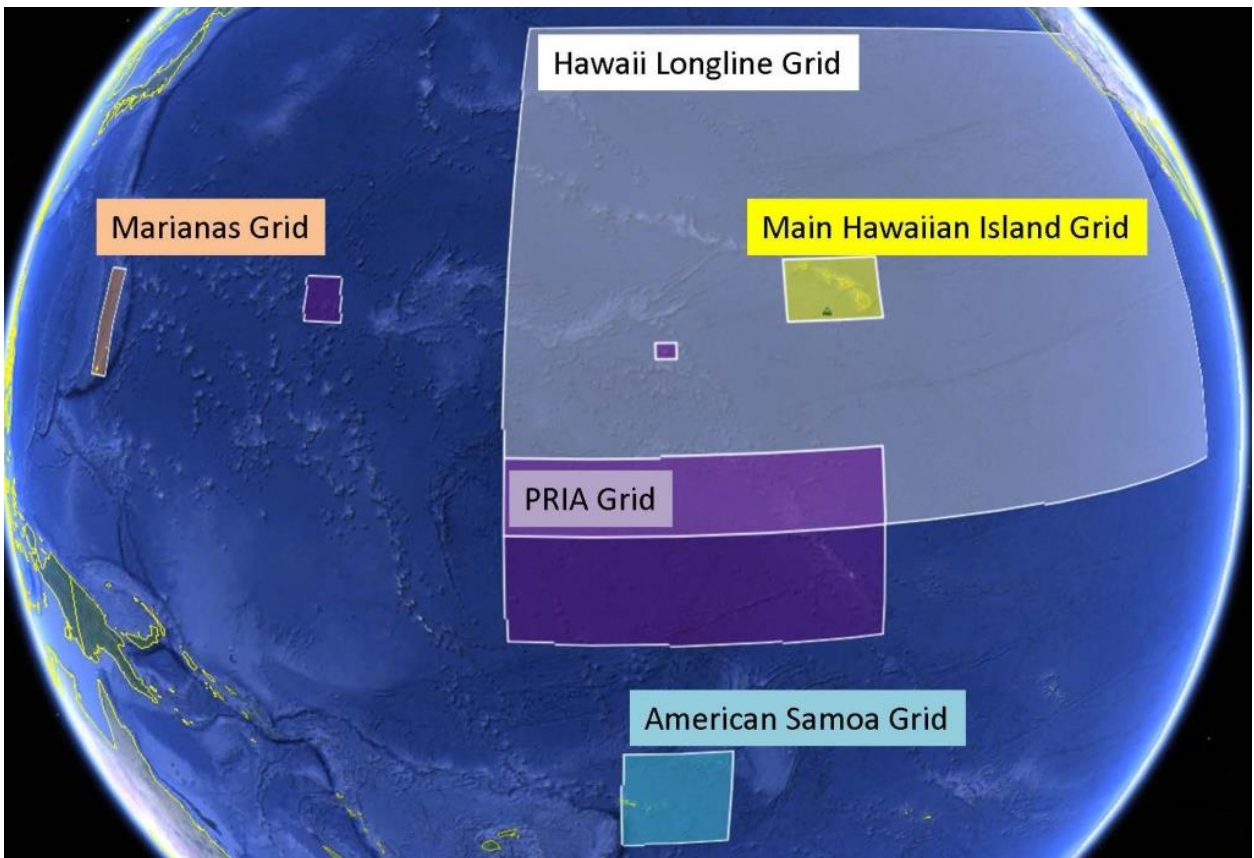 Hawaii Longline Grid
Marianas Grid
Main Hawaiian Island Grid
PRIA Grid
American Samoa Grid